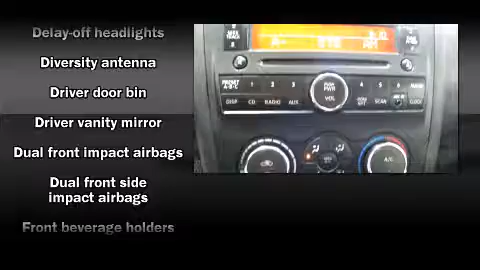 Delay-off headlights
Diversity antenna
Driver door bin
Driver vanity mirror
Dual front impact airbags
Dual front side
impact airbags
Front beverage holders
PRESET
A·B·C
1
2
3
4
5
6
DISP
CD
RADIO
AUX
VOL
SCAN
CLOCK
A/C